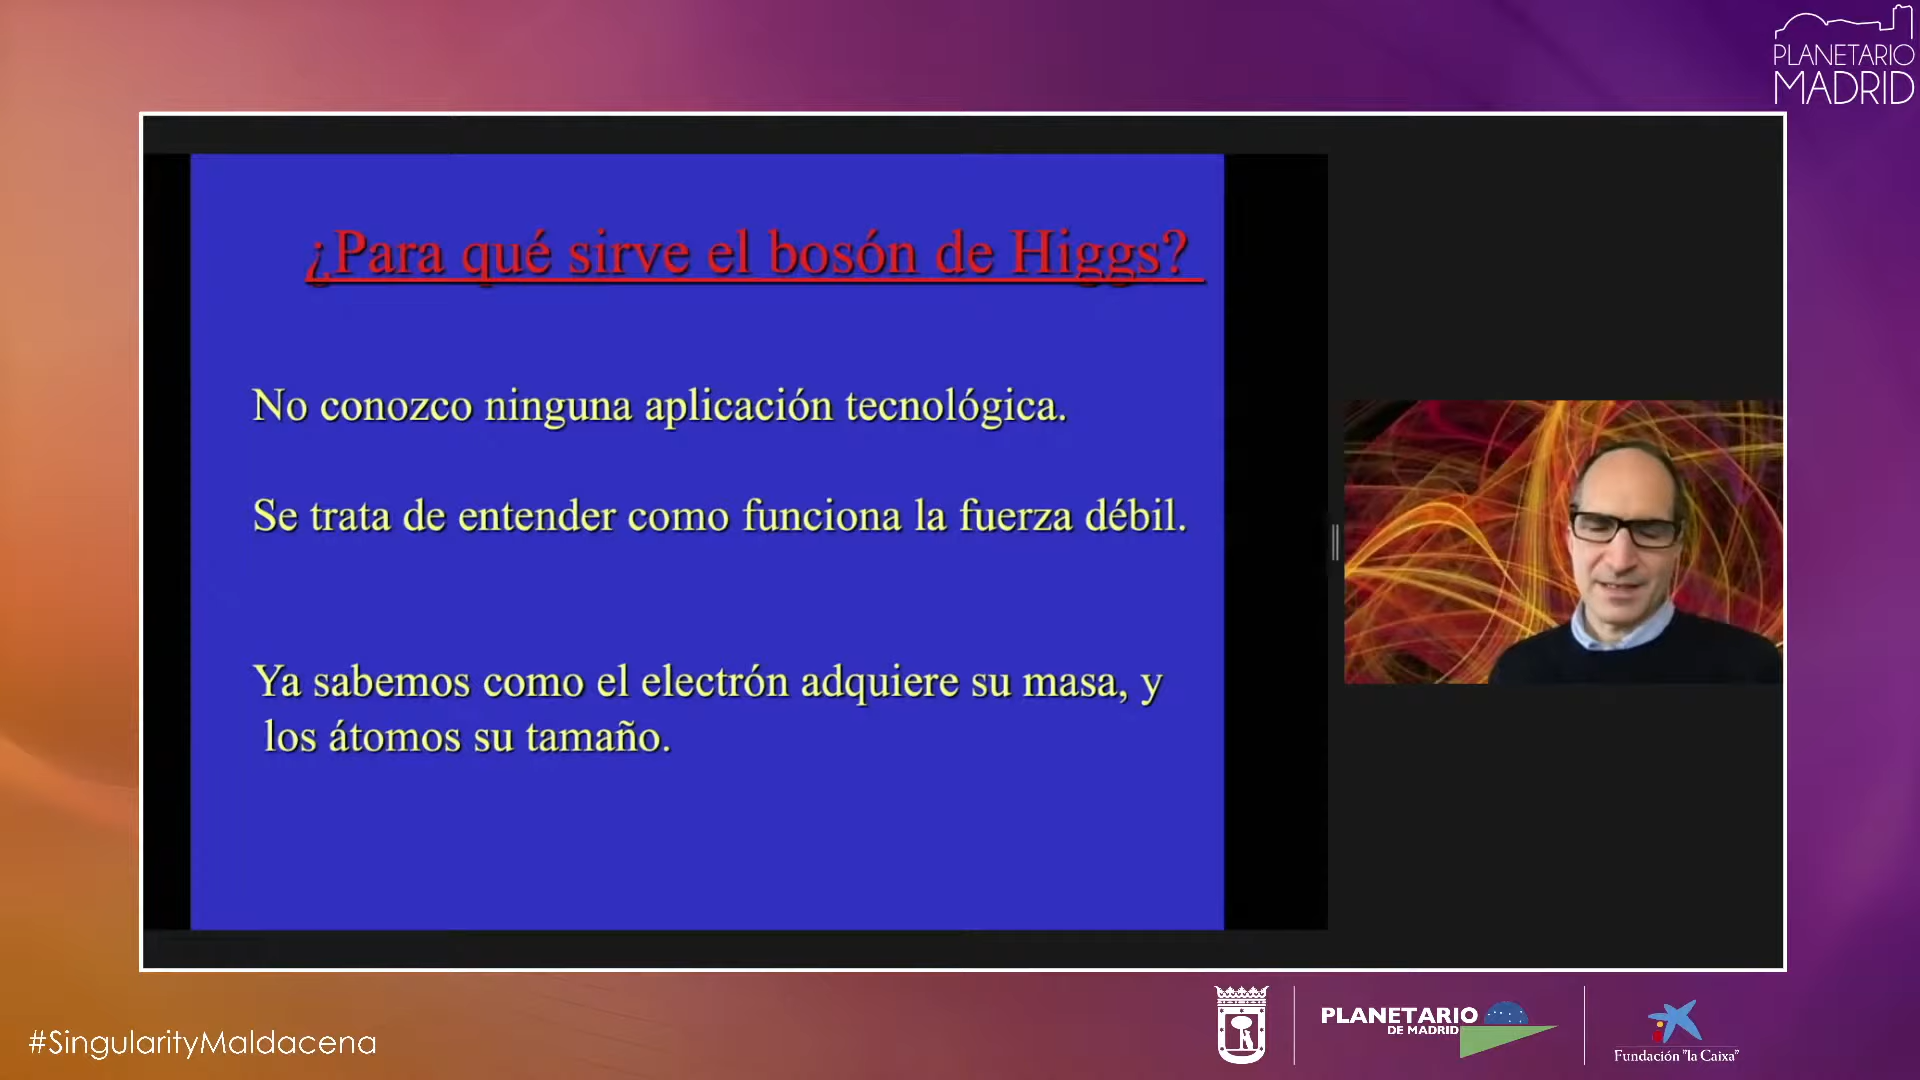 PLANETARIO
MADRID
¿Para qué sirve el bosón de Higgs?
No conozco ninguna aplicación tecnológica.
Se trata de entender como funciona la fuerza débil.
Ya sabemos como el electrón adquiere su masa, y
los átomos su tamaño.
#SingularityMaldacena
PLANETARIO
DE MADRID
Fundación "la Caixa"